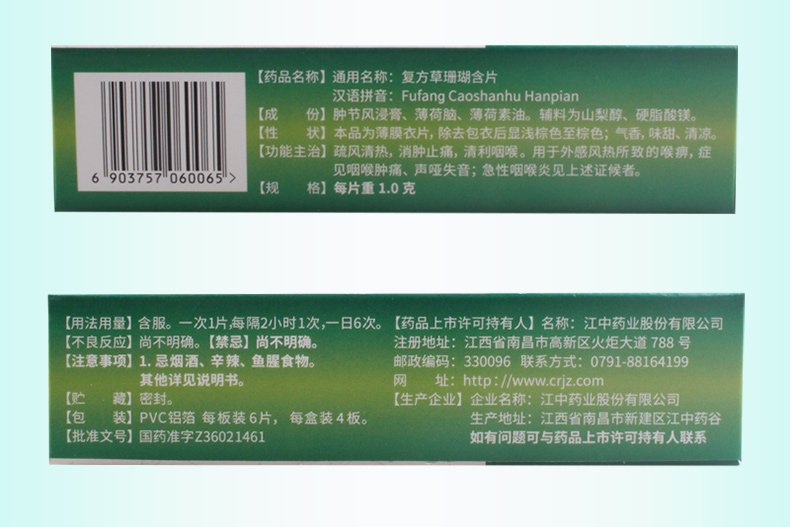 【药品名称】通用名称：复方草珊瑚含片
汉语拼音：Fufang Caoshanhu Hanpian
【成　份】肿节风浸膏、薄荷脑、薄荷素油。辅料为山梨醇、硬脂酸镁。
【性　状】本品为薄膜衣片，除去包衣后显浅棕色至棕色；气香，味甜、清凉。
【功能主治】疏风清热，消肿止痛，清利咽喉。用于外感风热所致的喉痹，症
见咽喉肿痛、声哑失音；急性咽喉炎见上述证候者。
【规　格】每片重 1.0 克
6 903757 060065 >
【用法用量】含服。一次1片,每隔2小时1次,一日6次。
【不良反应】尚不明确。【禁忌】尚不明确。
【注意事项】1. 忌烟酒、辛辣、鱼腥食物。
其他详见说明书。
【贮　藏】密封。
【包　装】PVC铝箔 每板装6片， 每盒装4板。
【批准文号】国药准字Z36021461
【药品上市许可持有人】名称：江中药业股份有限公司
注册地址：江西省南昌市高新区火炬大道 788 号
邮政编码：330096 联系方式：0791-88164199
网　址：http://www.crjz.com
【生产企业】企业名称：江中药业股份有限公司
生产地址：江西省南昌市新建区江中药谷
如有问题可与药品上市许可持有人联系